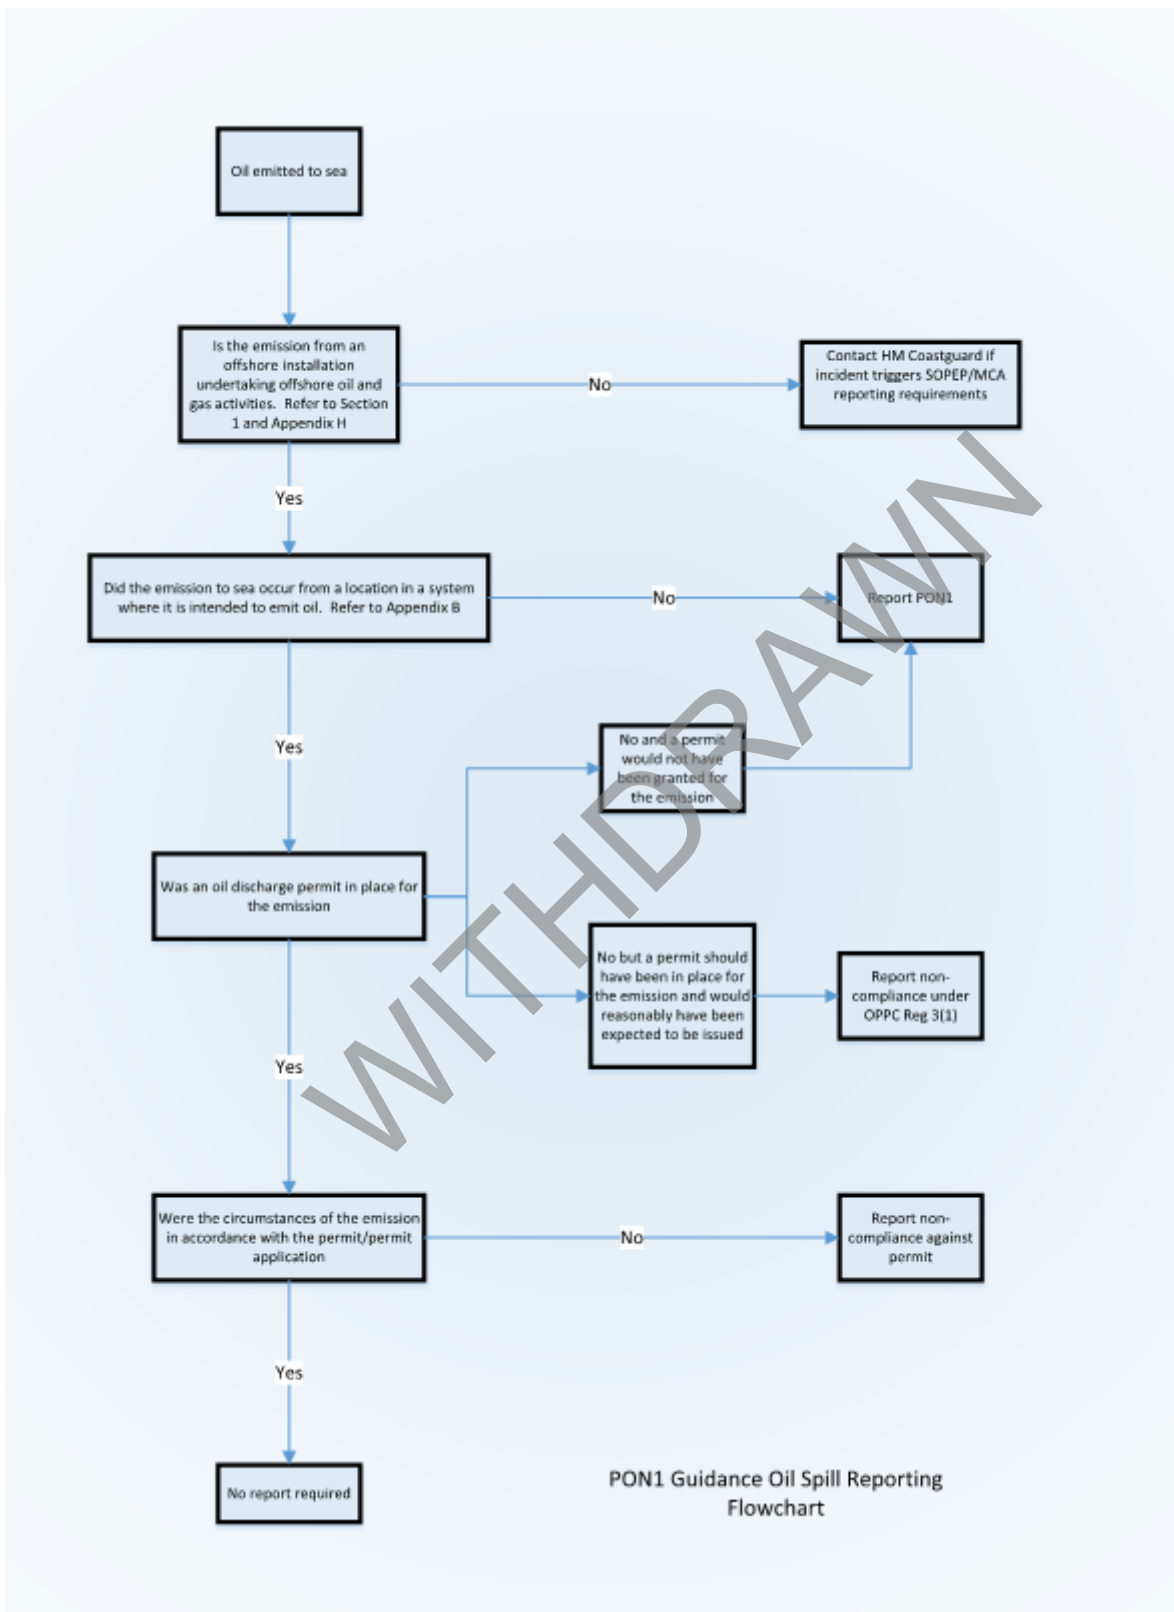 Oil emitted to sea
Is the emission from an
offshore installation
undertaking offshore oil and
gas activities. Refer to Section
1 and Appendix H
No
Contact HM Coastguard if
incident triggers SOPEP/MCA
reporting requirements
Yes
Did the emission to sea occur from a location in a system
where it is intended to emit oil. Refer to Appendix B
No
Report PON1
Yes
No and a permit
would not have
been granted for
the emission
Was an oil discharge permit in place for
the emission
No but a permit should
have been in place for
the emission and would
reasonably have been
expected to be issued
Report non-
compliance under
OPPC Reg 3(1)
Yes
Were the circumstances of the emission
in accordance with the permit/permit
application
No
Report non-
compliance against
permit
Yes
No report required
PON1 Guidance Oil Spill Reporting
Flowchart
WITHDRAWN